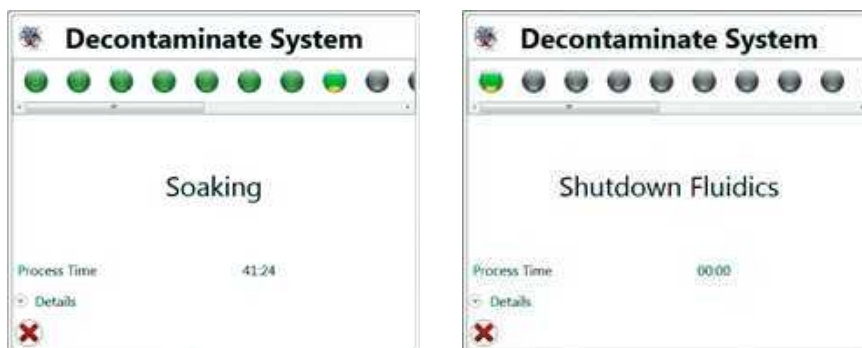 Decontaminate System
Soaking
Process Time 41:24
Details
Decontaminate System
Shutdown Fluidics
Process Time 00:00
Details